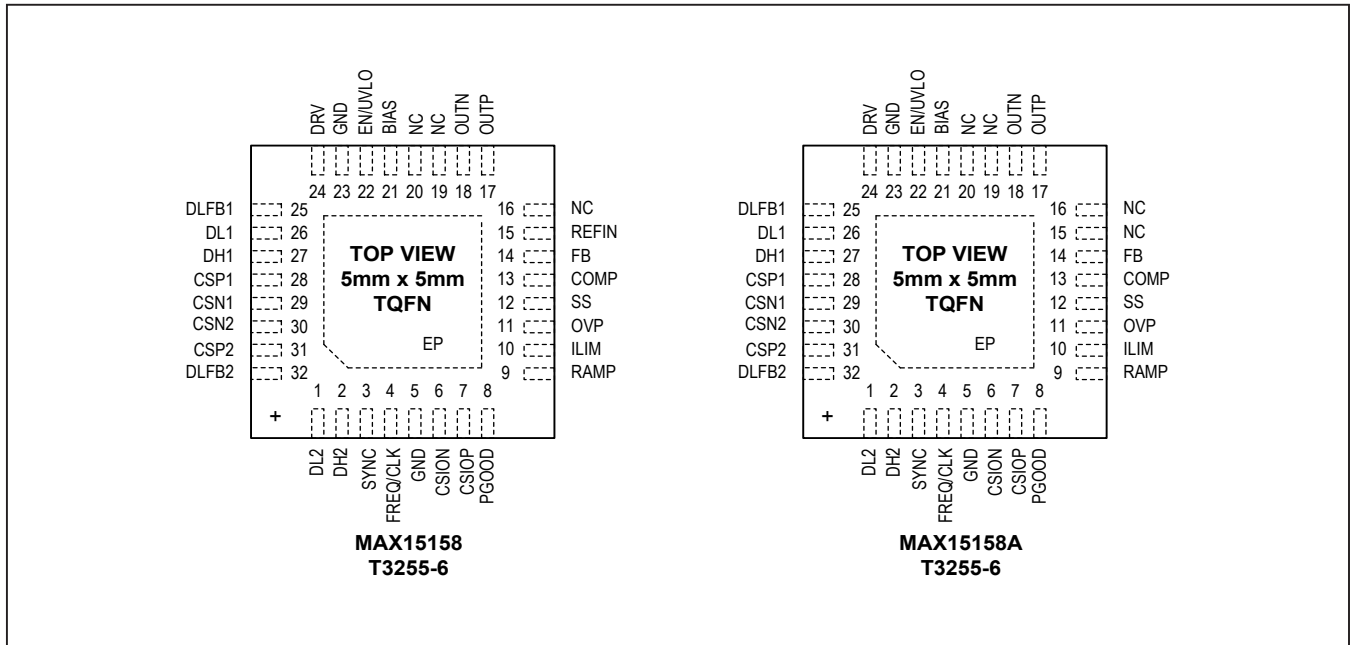 DRV GND EN/UVLO BIAS NC NC OUTN OUTP
24 23 22 21 20 19 18 17
DLFB1 25
DL1 26
DH1 27
CSP1 28
CSN1 29
CSN2 30
CSP2 31
DLFB2 32
TOP VIEW
5mm x 5mm
TQFN
EP
16 NC
15 REFIN
14 FB
13 COMP
12 SS
11 OVP
10 ILIM
9 RAMP
1 2 3 4 5 6 7 8
+
DL2 DH2 SYNC FREQ/CLK GND CSION CSIOP PGOOD
MAX15158
T3255-6
DRV GND EN/UVLO BIAS NC NC OUTN OUTP
24 23 22 21 20 19 18 17
DLFB1 25
DL1 26
DH1 27
CSP1 28
CSN1 29
CSN2 30
CSP2 31
DLFB2 32
TOP VIEW
5mm x 5mm
TQFN
EP
16 NC
15 NC
14 FB
13 COMP
12 SS
11 OVP
10 ILIM
9 RAMP
1 2 3 4 5 6 7 8
+
DL2 DH2 SYNC FREQ/CLK GND CSION CSIOP PGOOD
MAX15158A
T3255-6